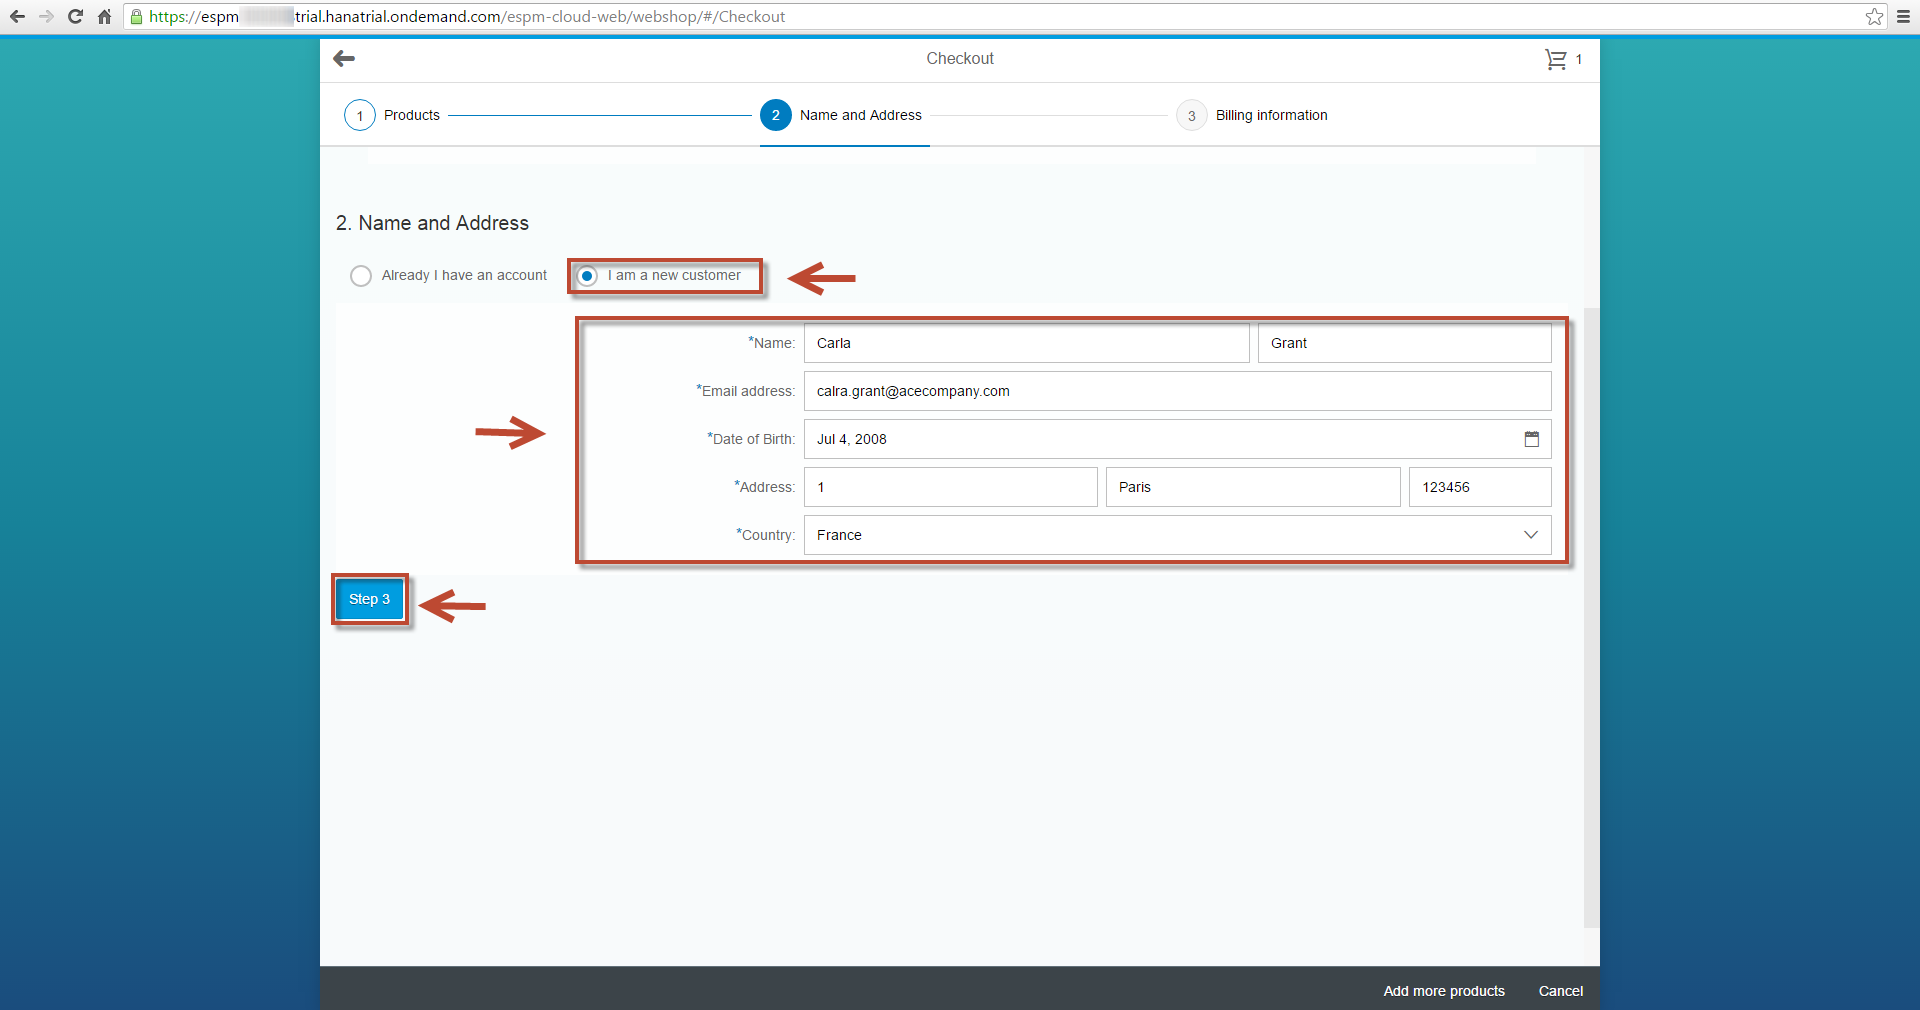 https://espm trial.hanatrial.ondemand.com/espm-cloud-web/webshop/#/Checkout
Checkout
1
1 Products 2 Name and Address 3 Billing information
2. Name and Address
Already I have an account I am a new customer
*Name: Carla Grant
*Email address: calra.grant@acecompany.com
*Date of Birth: Jul 4, 2008
*Address: 1 Paris 123456
*Country: France
Step 3
Add more products Cancel